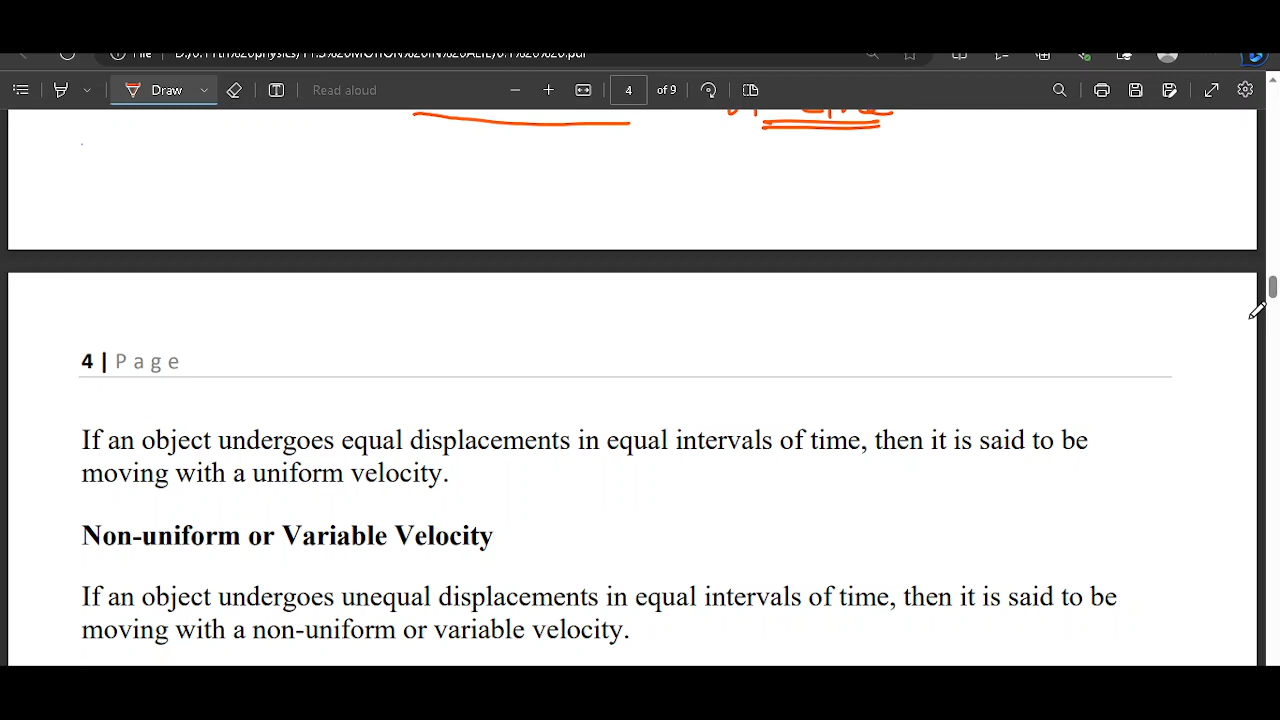 Draw
Read aloud
4 of 9
4 | Page
If an object undergoes equal displacements in equal intervals of time, then it is said to be
moving with a uniform velocity.
Non-uniform or Variable Velocity
If an object undergoes unequal displacements in equal intervals of time, then it is said to be
moving with a non-uniform or variable velocity.